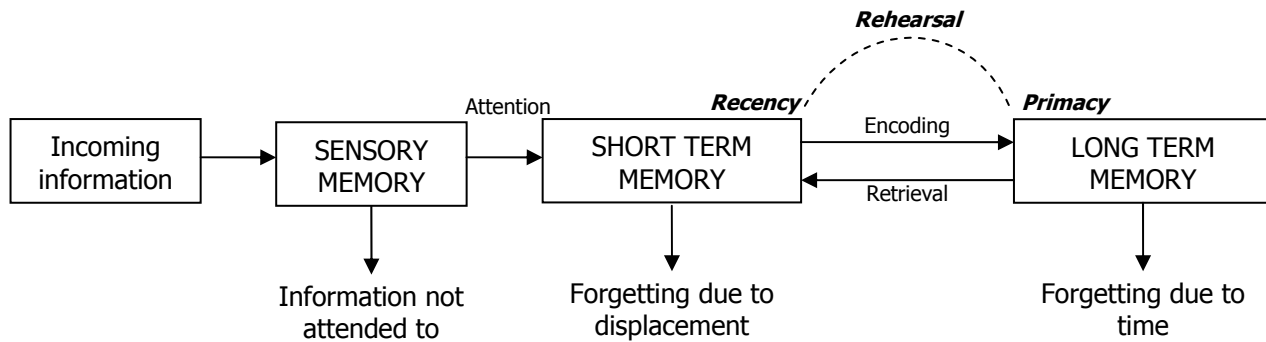 Rehearsal
Recency
Primacy
Attention
Encoding
Incoming
information
SENSORY
MEMORY
SHORT TERM
MEMORY
LONG TERM
MEMORY
Retrieval
Information not
attended to
Forgetting due to
displacement
Forgetting due to
time